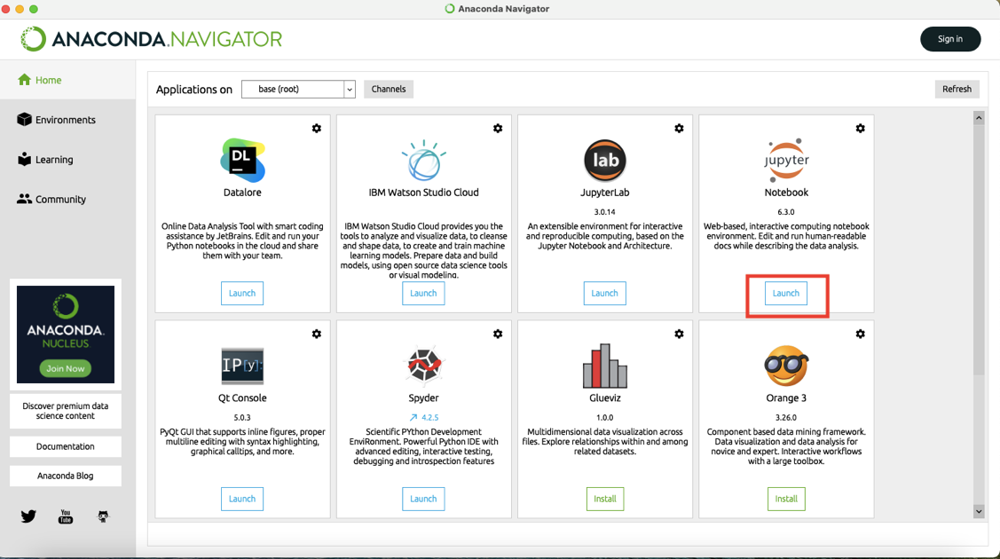 Anaconda Navigator
ANACONDA.NAVIGATOR
Sign in
Home
Environments
Learning
Community
ANACONDA.
NUCLEUS
Join Now
Discover premium data
science content
Documentation
Anaconda Blog
You
Tube
Applications on
base (root)
Channels
Refresh
DL
Datalore
Online Data Analysis Tool with smart coding
assistance by JetBrains. Edit and run your
Python notebooks in the cloud and share
them with your team.
Launch
IBM Watson Studio Cloud
IBM Watson Studio Cloud provides you the
tools to analyze and visualize data, to cleanse
and shape data, to create and train machine
learning models. Prepare data and build
models, using open source data science tools
or visual modeling.
Launch
lab
JupyterLab
3.0.14
An extensible environment for interactive
and reproducible computing, based on the
Jupyter Notebook and Architecture.
Launch
jupyter
Notebook
6.3.0
Web-based, interactive computing notebook
environment. Edit and run human-readable
docs while describing the data analysis.
Launch
IP[y]:
Qt Console
5.0.3
PyQt GUI that supports inline figures, proper
multiline editing with syntax highlighting,
graphical calltips, and more.
Launch
Spyder
4.2.5
Scientific PYthon Development
EnviRonment. Powerful Python IDE with
advanced editing, interactive testing,
debugging and introspection features
Launch
Glueviz
1.0.0
Multidimensional data visualization across
files. Explore relationships within and among
related datasets.
Install
Orange 3
3.26.0
Component based data mining framework.
Data visualization and data analysis for
novice and expert. Interactive workflows
with a large toolbox.
Install